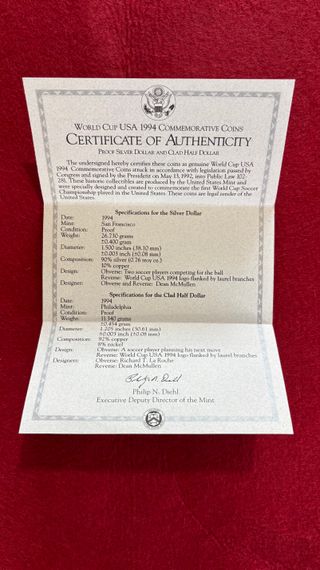 World Cup USA 1994 Commemorative Coins
Certificate of Authenticity
Proof Silver Dollar and Clad Half Dollar
The undersigned hereby certifies these coins as genuine World Cup USA
1994 Commemorative Coins struck in accordance with legislation passed by
Congress and signed by the President on May 13, 1992, into Public Law 102-
281. These historic collectibles are produced by the United States Mint and
were specially designed and created to commemorate the first World Cup Soccer
Championship played in the United States. These coins are legal tender of the
United States.
Specifications for the Silver Dollar
Date: 1994
Mint: San Francisco
Condition: Proof
Weight: 26.730 grams
±0.400 gram
Diameter: 1.500 inches (38.10 mm)
±0.003 inch (0.08 mm)
Composition: 90% silver (0.76 troy oz.)
10% copper
Design: Obverse: Two soccer players competing for the ball
Reverse: World Cup USA 1994 logo flanked by laurel branches
Designer: Obverse and Reverse: Dean McMullen
Specifications for the Clad Half Dollar
Date: 1994
Mint: Philadelphia
Condition: Proof
Weight: 11.340 grams
±0.454 gram
Diameter: 1.205 inches (30.61 mm)
±0.003 inch (0.08 mm)
Composition: 92% copper
8% nickel
Design: Obverse: A soccer player planning his next move
Reverse: World Cup USA 1994 logo flanked by laurel branches
Designers: Obverse: Richard T. La Roche
Reverse: Dean McMullen
Philip N. Diehl
Philip N. Diehl
Executive Deputy Director of the Mint